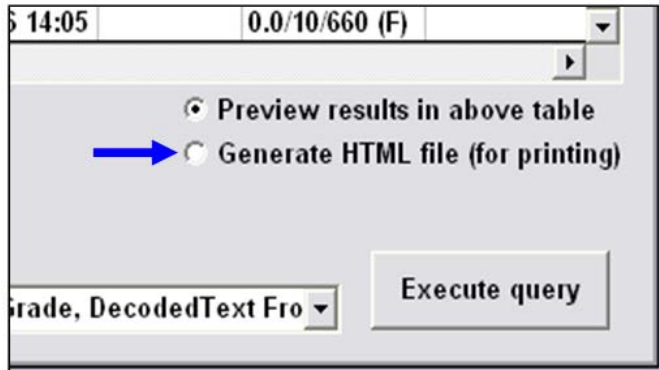 14:05 0.0/10/660 (F)
Preview results in above table
Generate HTML file (for printing)
Grade, DecodedText Fro
Execute query